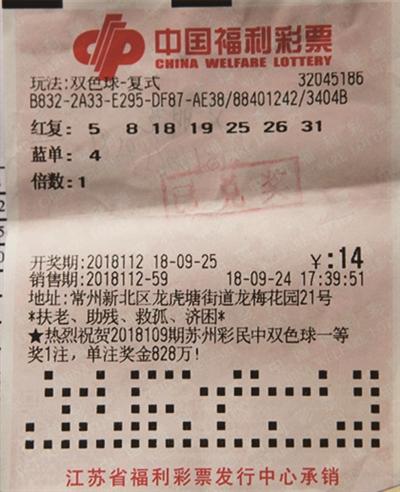 中国福利彩票
CHINA WELFARE LOTTERY
玩法:双色球-复式 32045186
B832-2A33-E295-DF87-AE38/88401242/3404B
红复: 5 8 18 19 25 26 31
蓝单: 4
倍数:1
已兑奖
开奖期:2018112 18-09-25 ¥:14
销售期:2018112-59 18-09-24 17:39:51
地址:常州新北区龙虎塘街道龙梅花园21号
*扶老、助残、救孤、济困*
★热烈祝贺2018109期苏州彩民中双色球一等
奖1注,单注奖金828万!
江苏省福利彩票发行中心承销